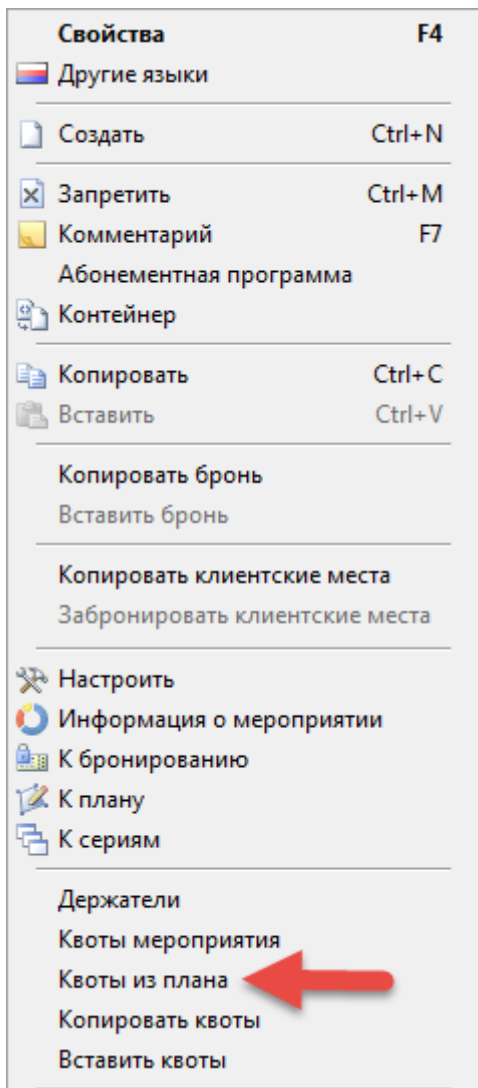 Свойства F4
Другие языки
Создать Ctrl+N
Запретить Ctrl+M
Комментарий F7
Абонементная программа
Контейнер
Копировать Ctrl+C
Вставить Ctrl+V
Копировать бронь
Вставить бронь
Копировать клиентские места
Забронировать клиентские места
Настроить
Информация о мероприятии
К бронированию
К плану
К сериям
Держатели
Квоты мероприятия
Квоты из плана
Копировать квоты
Вставить квоты